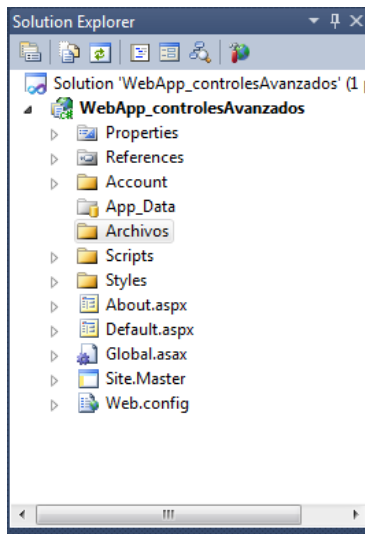 Solution Explorer
Solution 'WebApp_controlesAvanzados' (1
WebApp_controlesAvanzados
Properties
References
Account
App_Data
Archivos
Scripts
Styles
About.aspx
Default.aspx
Global.asax
Site.Master
Web.config